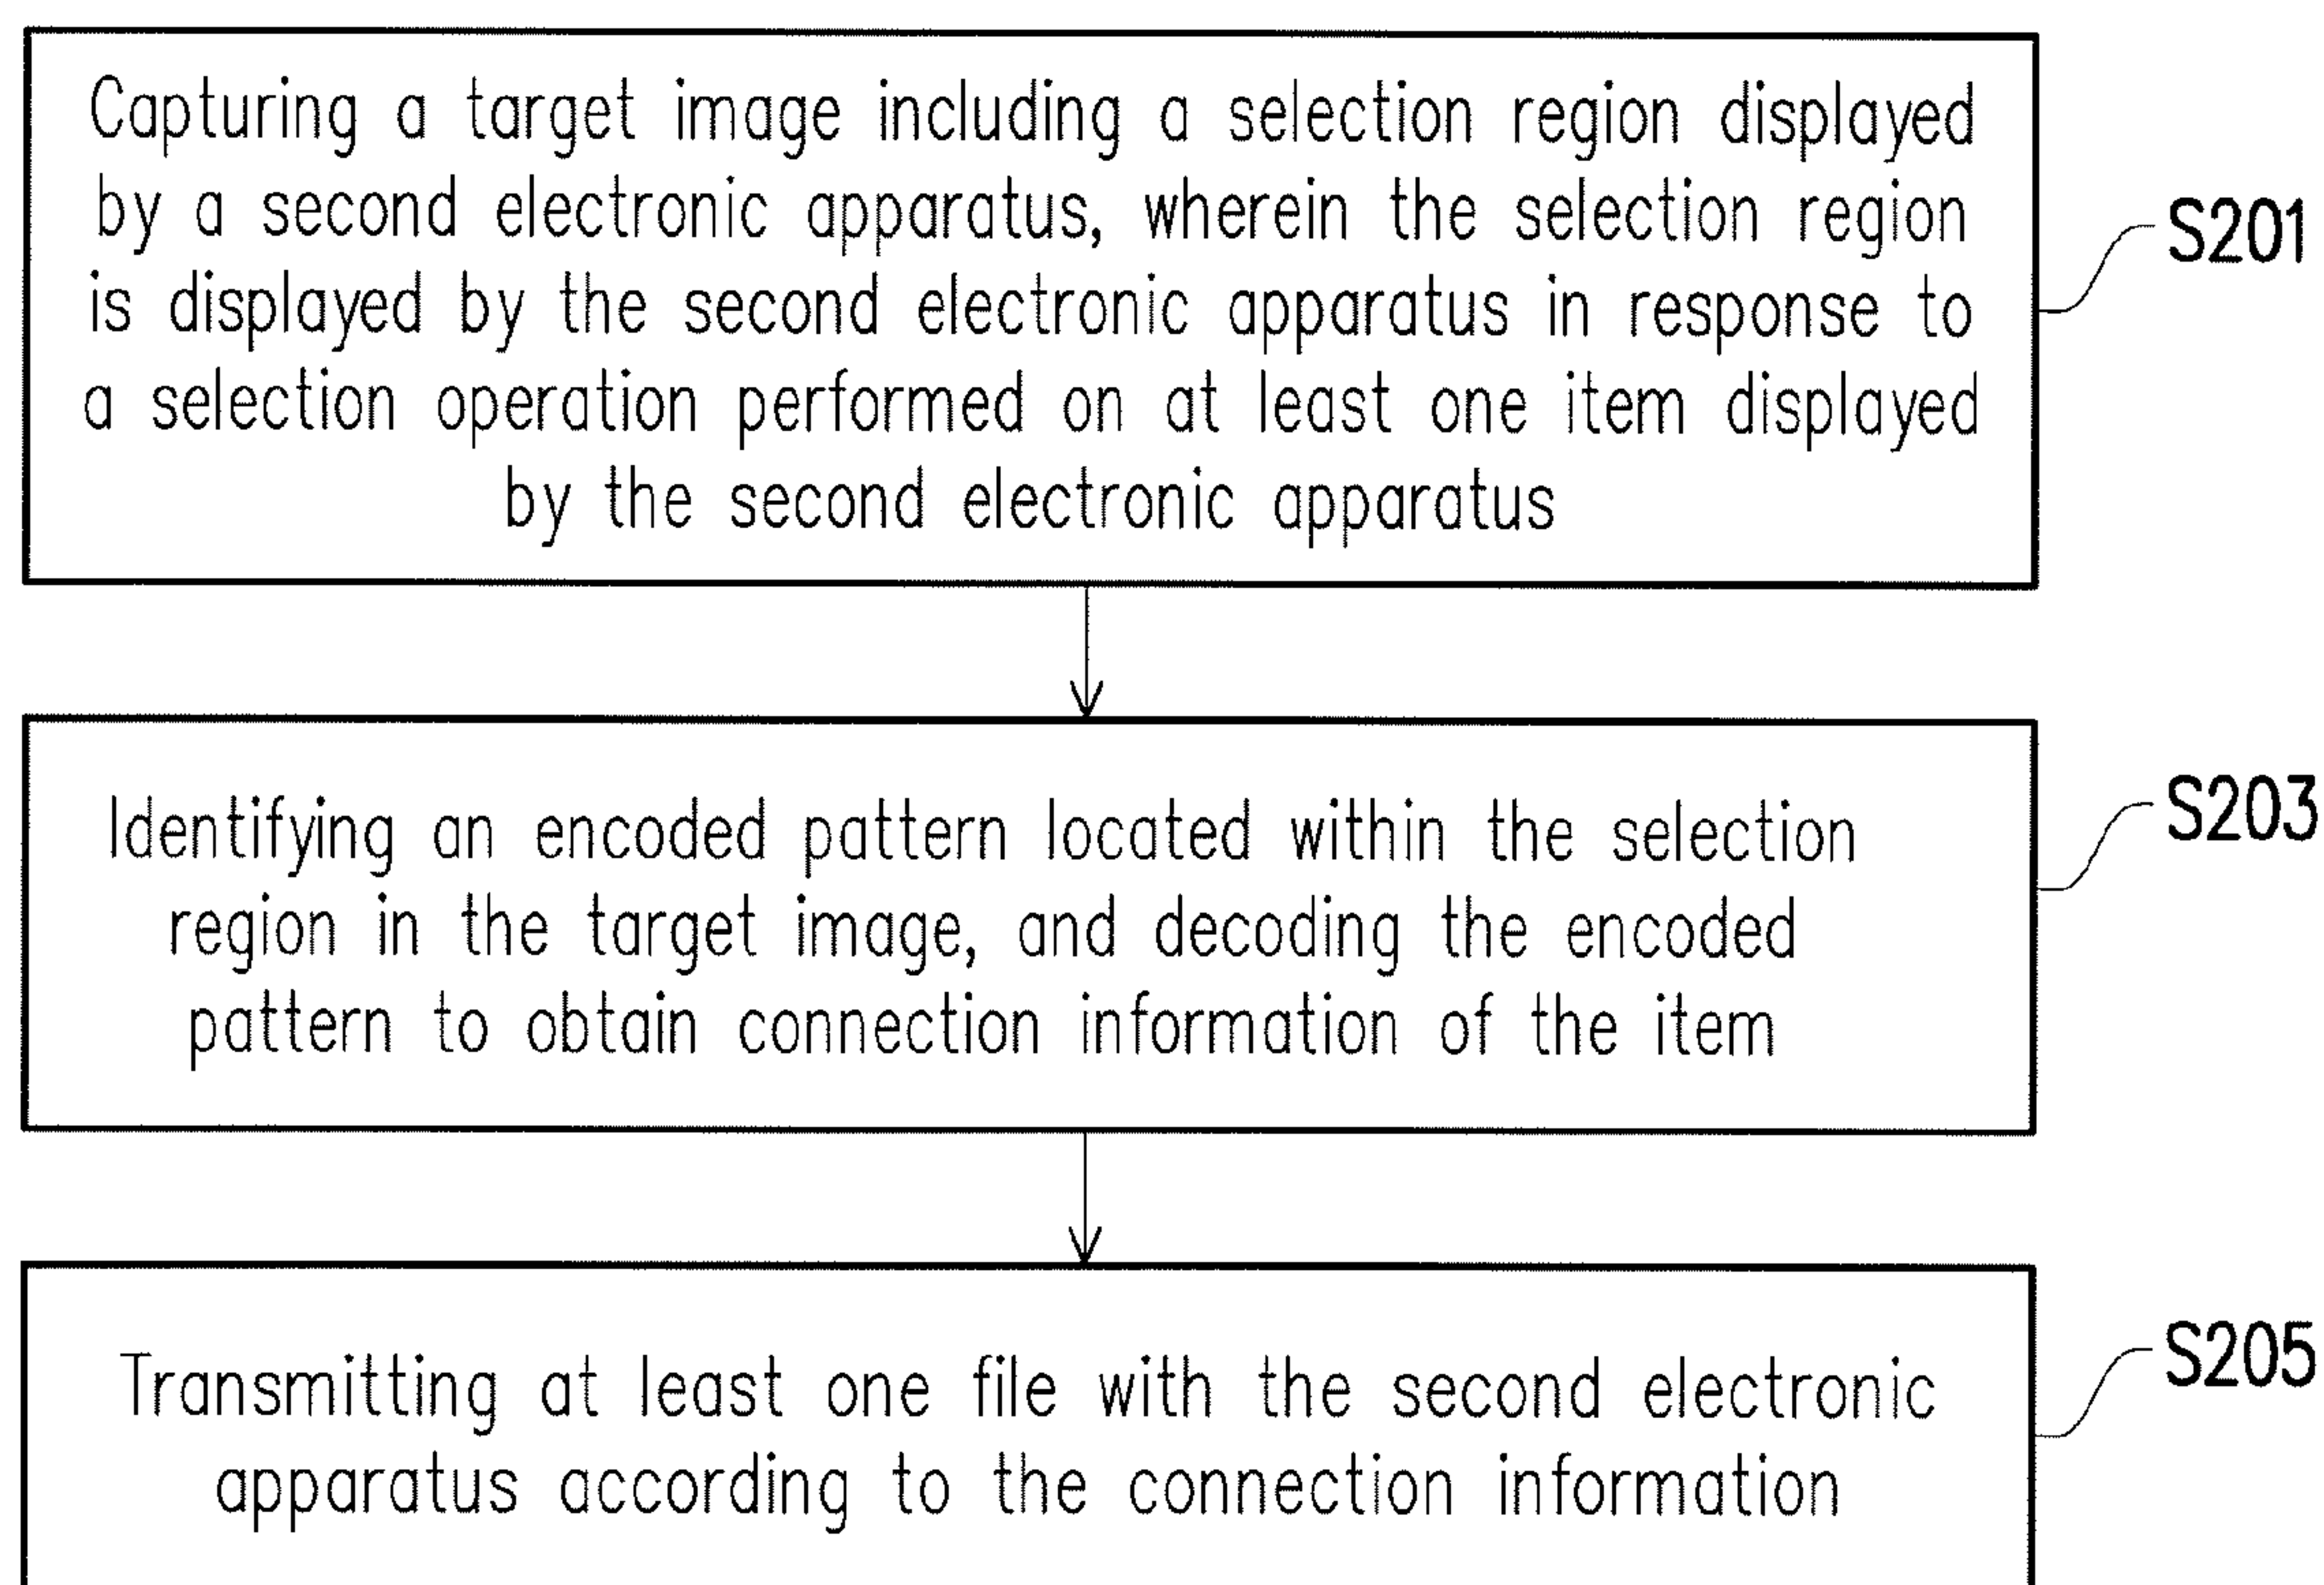 Capturing a target image including a selection region displayed
by a second electronic apparatus, wherein the selection region
is displayed by the second electronic apparatus in response to
a selection operation performed on at least one item displayed
by the second electronic apparatus
S201
Identifying an encoded pattern located within the selection
region in the target image, and decoding the encoded
pattern to obtain connection information of the item
S203
Transmitting at least one file with the second electronic
apparatus according to the connection information
S205